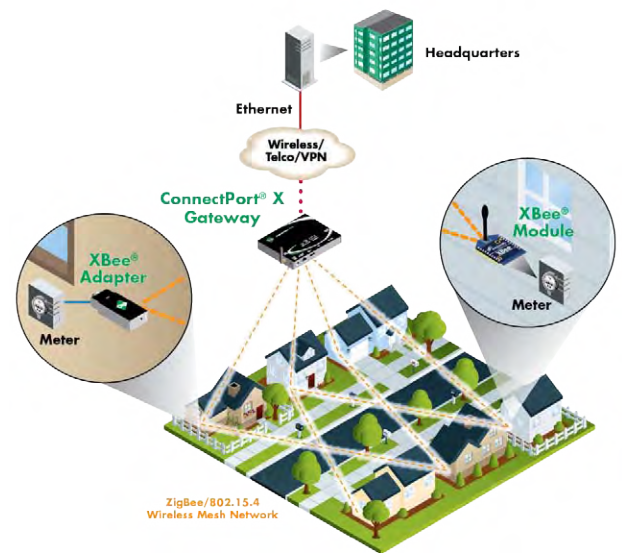 Headquarters
Ethernet
Wireless/
Telco/VPN
ConnectPort® X
Gateway
XBee®
Adapter
Meter
XBee®
Module
Meter
ZigBee/802.15.4
Wireless Mesh Network